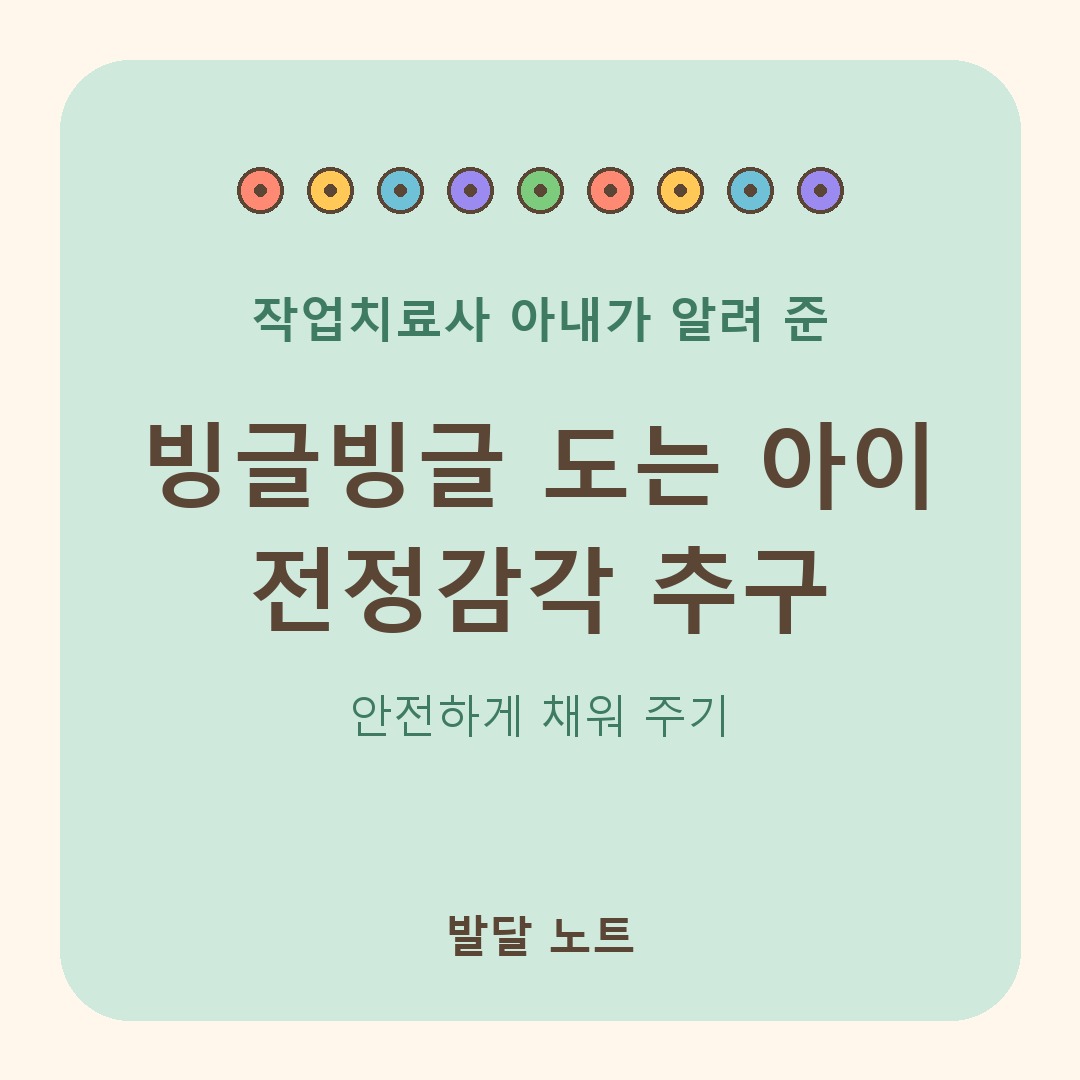 작업치료사 아내가 알려 준
빙글빙글 도는 아이
전정감각 추구
안전하게 채워 주기
발달 노트